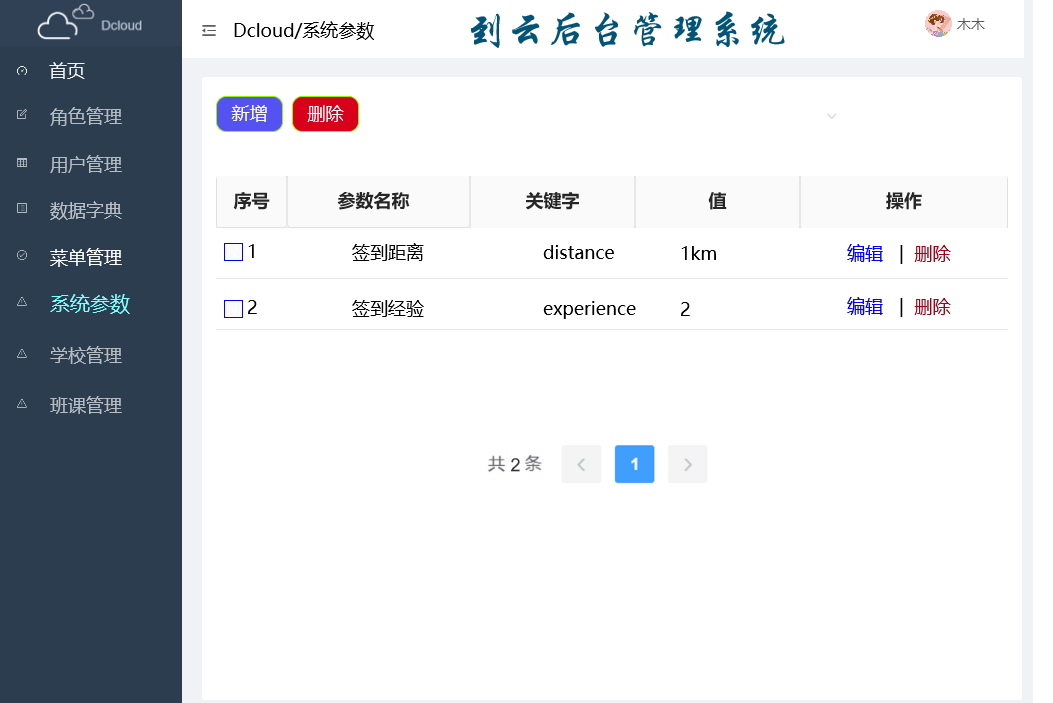 Dcloud
首页
角色管理
用户管理
数据字典
菜单管理
系统参数
学校管理
班课管理
Dcloud/系统参数
到云后台管理系统
木木
新增 删除
序号 参数名称 关键字 值 操作
1 签到距离 distance 1km 编辑 | 删除
2 签到经验 experience 2 编辑 | 删除
共 2 条 1